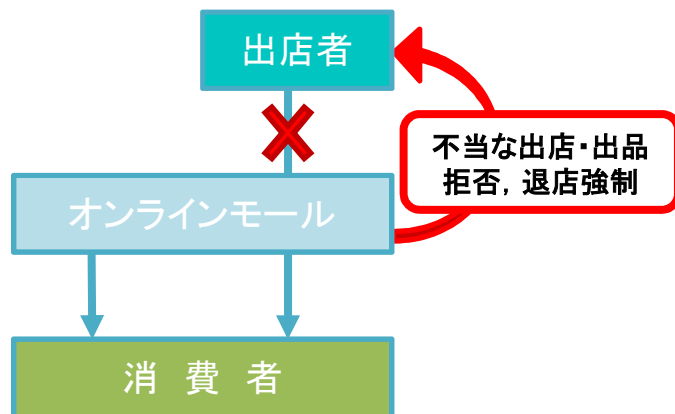 出店者
不当な出店・出品
拒否，退店強制
オンラインモール
消　費　者